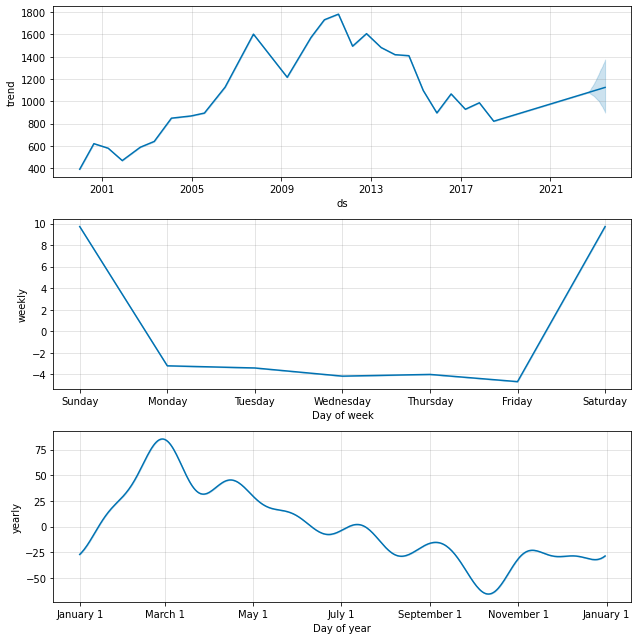 1800
1600
1400
1200
1000
800
600
400
trend
2001 2005 2009 2013 2017 2021
ds
10
8
6
4
2
0
−2
−4
weekly
Sunday Monday Tuesday Wednesday Thursday Friday Saturday
Day of week
75
50
25
0
−25
−50
yearly
January 1 March 1 May 1 July 1 September 1 November 1 January 1
Day of year